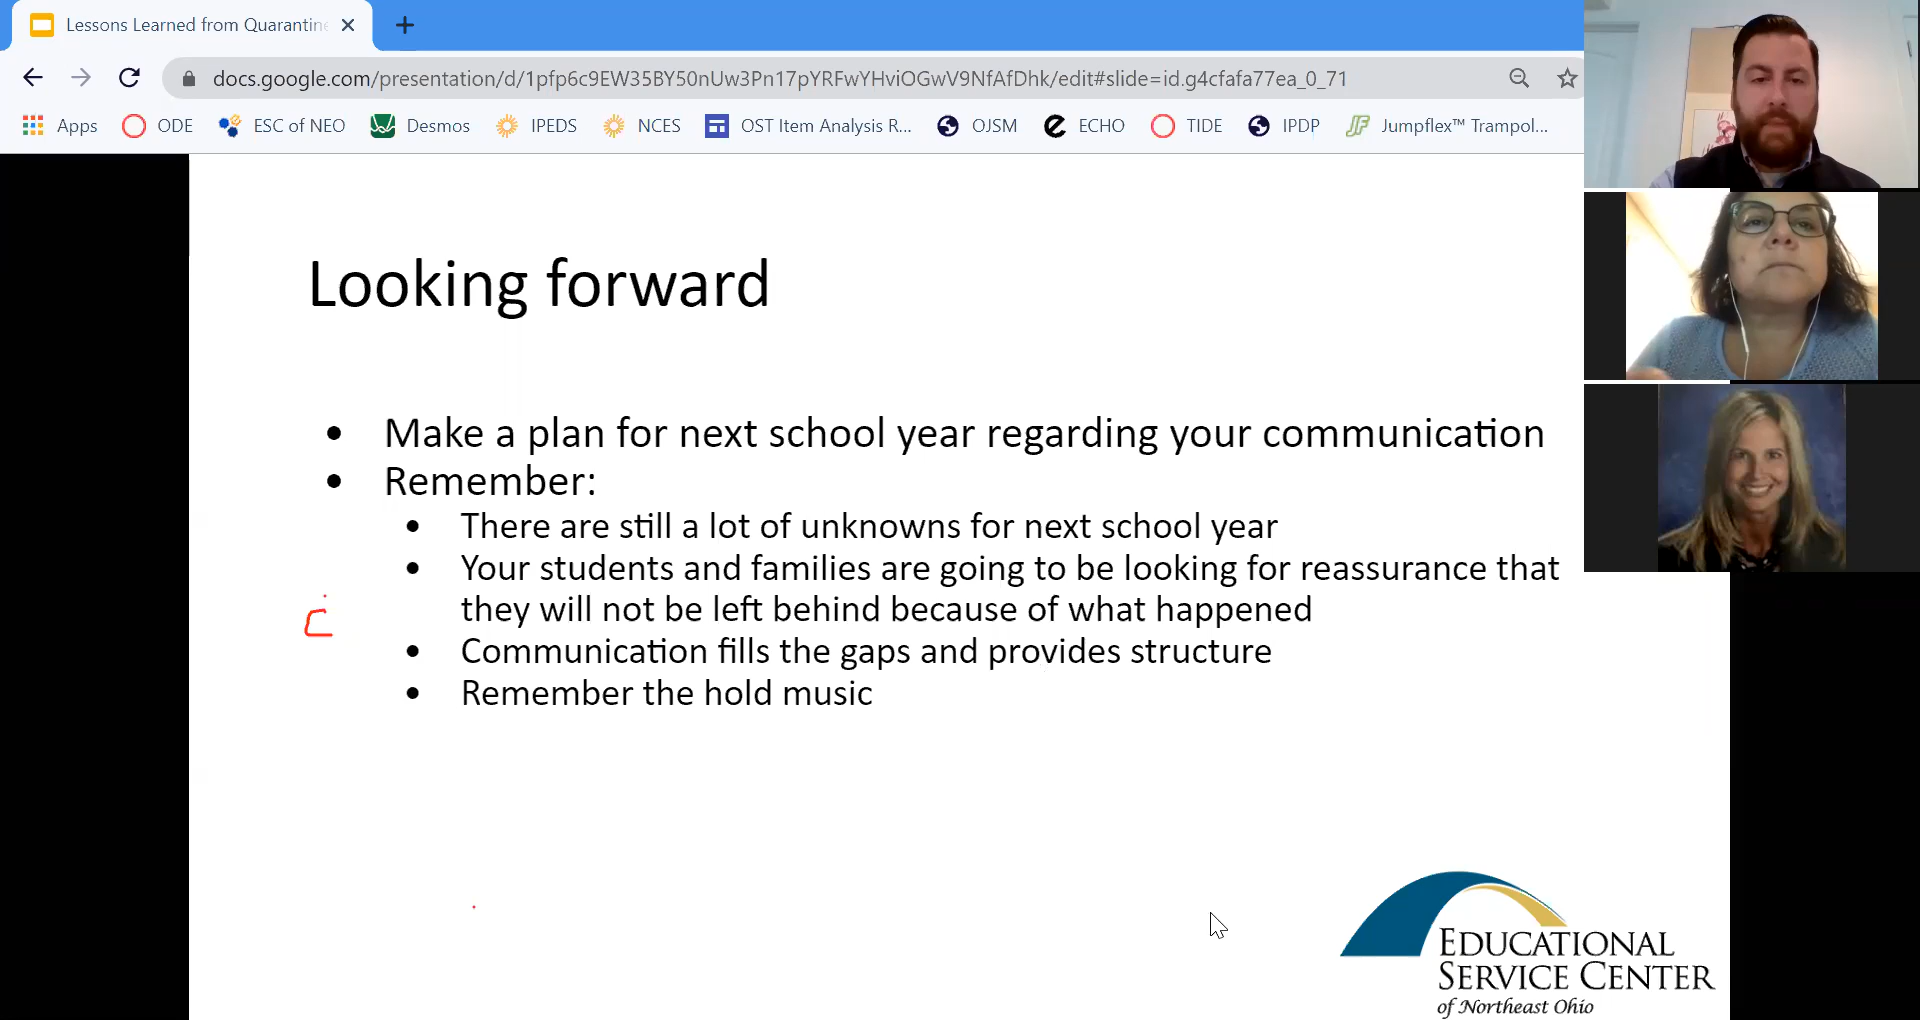 Lessons Learned from Quarantine
docs.google.com/presentation/d/1pfp6c9EW35BY50nUw3Pn17pYRFwYHviOGwV9NfAfDhk/edit#slide=id.g4cfafa77ea_0_71
Apps ODE ESC of NEO Desmos IPEDS NCES OST Item Analysis R... OJSM ECHO TIDE IPDP Jumpflex™ Trampol...
Looking forward
• Make a plan for next school year regarding your communication
• Remember:
• There are still a lot of unknowns for next school year
• Your students and families are going to be looking for reassurance that
they will not be left behind because of what happened
• Communication fills the gaps and provides structure
• Remember the hold music
EDUCATIONAL
SERVICE CENTER
of Northeast Ohio